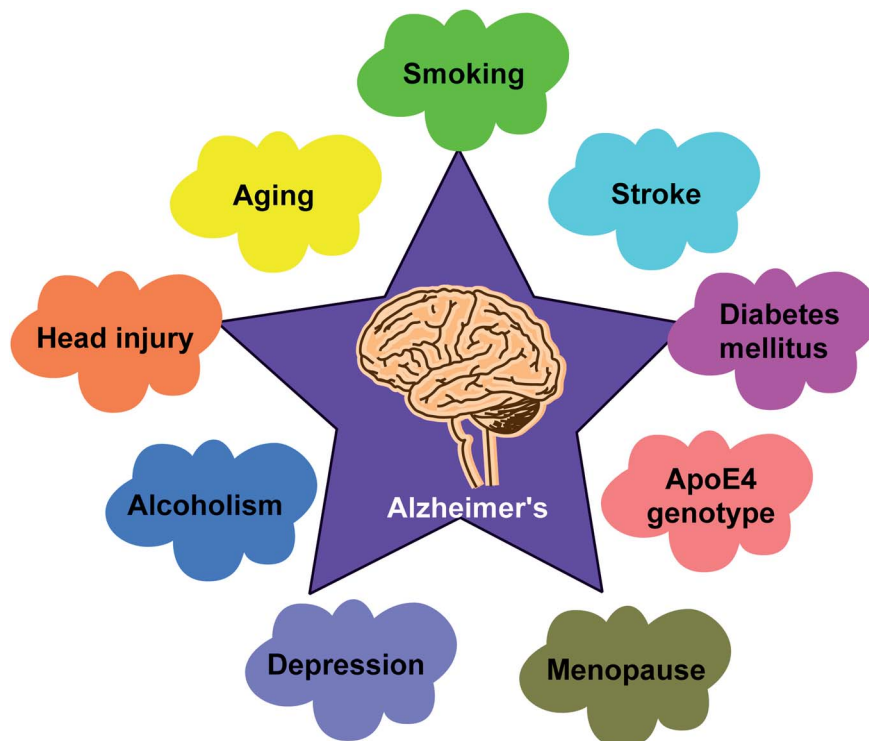 Smoking
Aging
Stroke
Head injury
Diabetes
mellitus
Alcoholism
ApoE4
genotype
Alzheimer's
Depression
Menopause